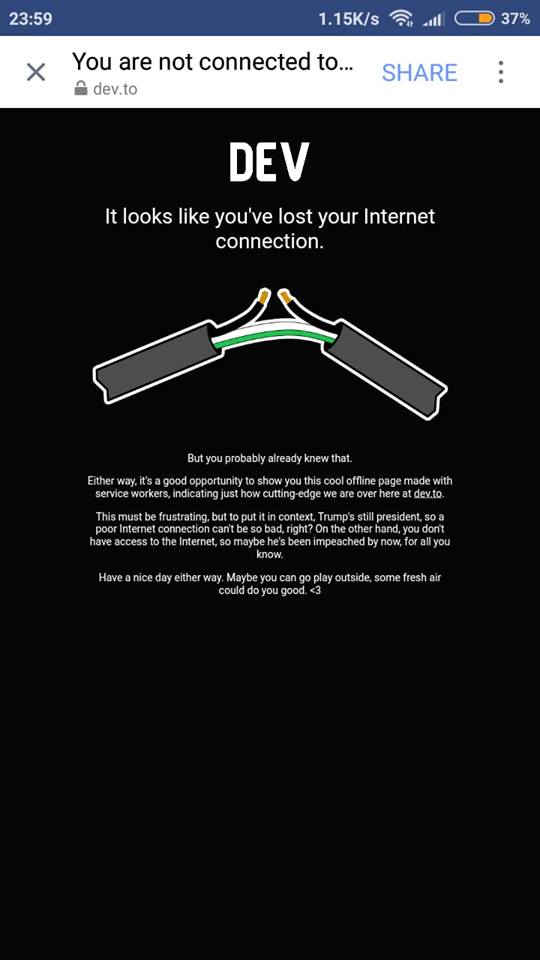 23:59 1.15K/s 37%
You are not connected to... SHARE
dev.to
DEV
It looks like you've lost your Internet
connection.
But you probably already knew that.
Either way, it's a good opportunity to show you this cool offline page made with
service workers, indicating just how cutting-edge we are over here at dev.to.
This must be frustrating, but to put it in context, Trump's still president, so a
poor Internet connection can't be so bad, right? On the other hand, you don't
have access to the Internet, so maybe he's been impeached by now, for all you
know.
Have a nice day either way. Maybe you can go play outside, some fresh air
could do you good. <3